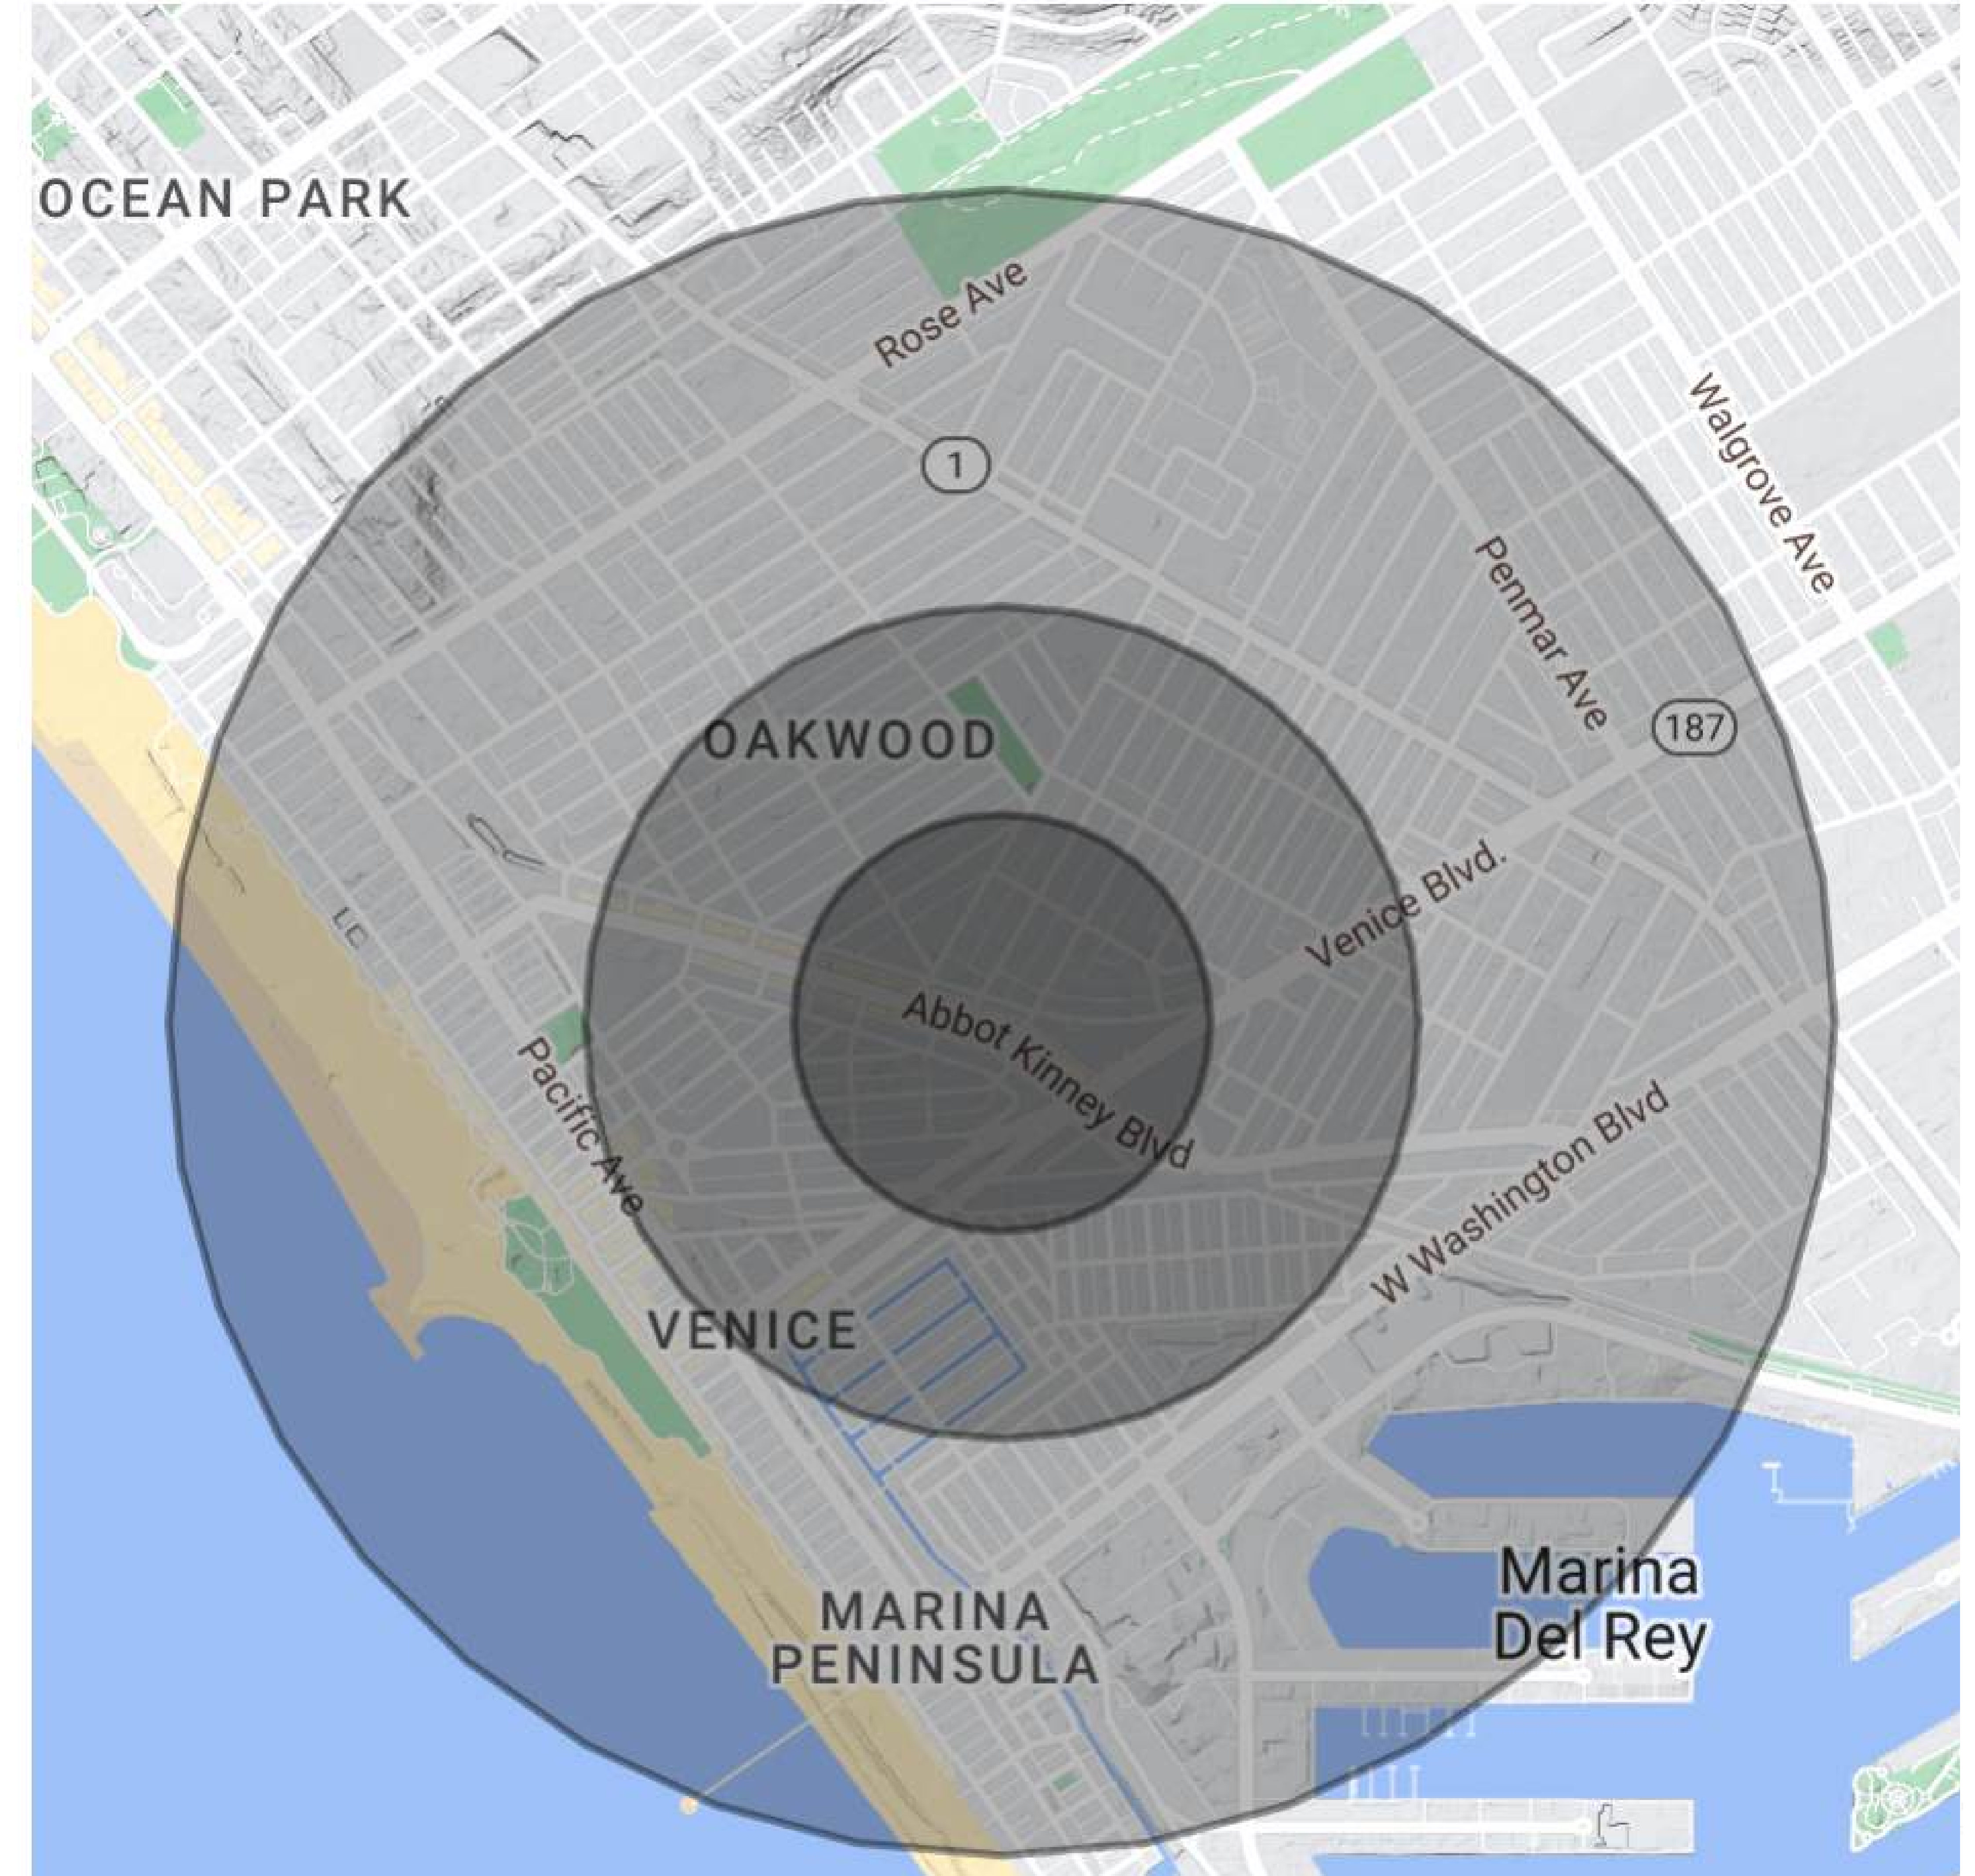 OCEAN PARK
Rose Ave
1
Walgrove Ave
Penmar Ave
187
OAKWOOD
Venice Blvd.
Abbot Kinney Blvd
Pacific Ave
W Washington Blvd
VENICE
Marina
Del Rey
MARINA
PENINSULA